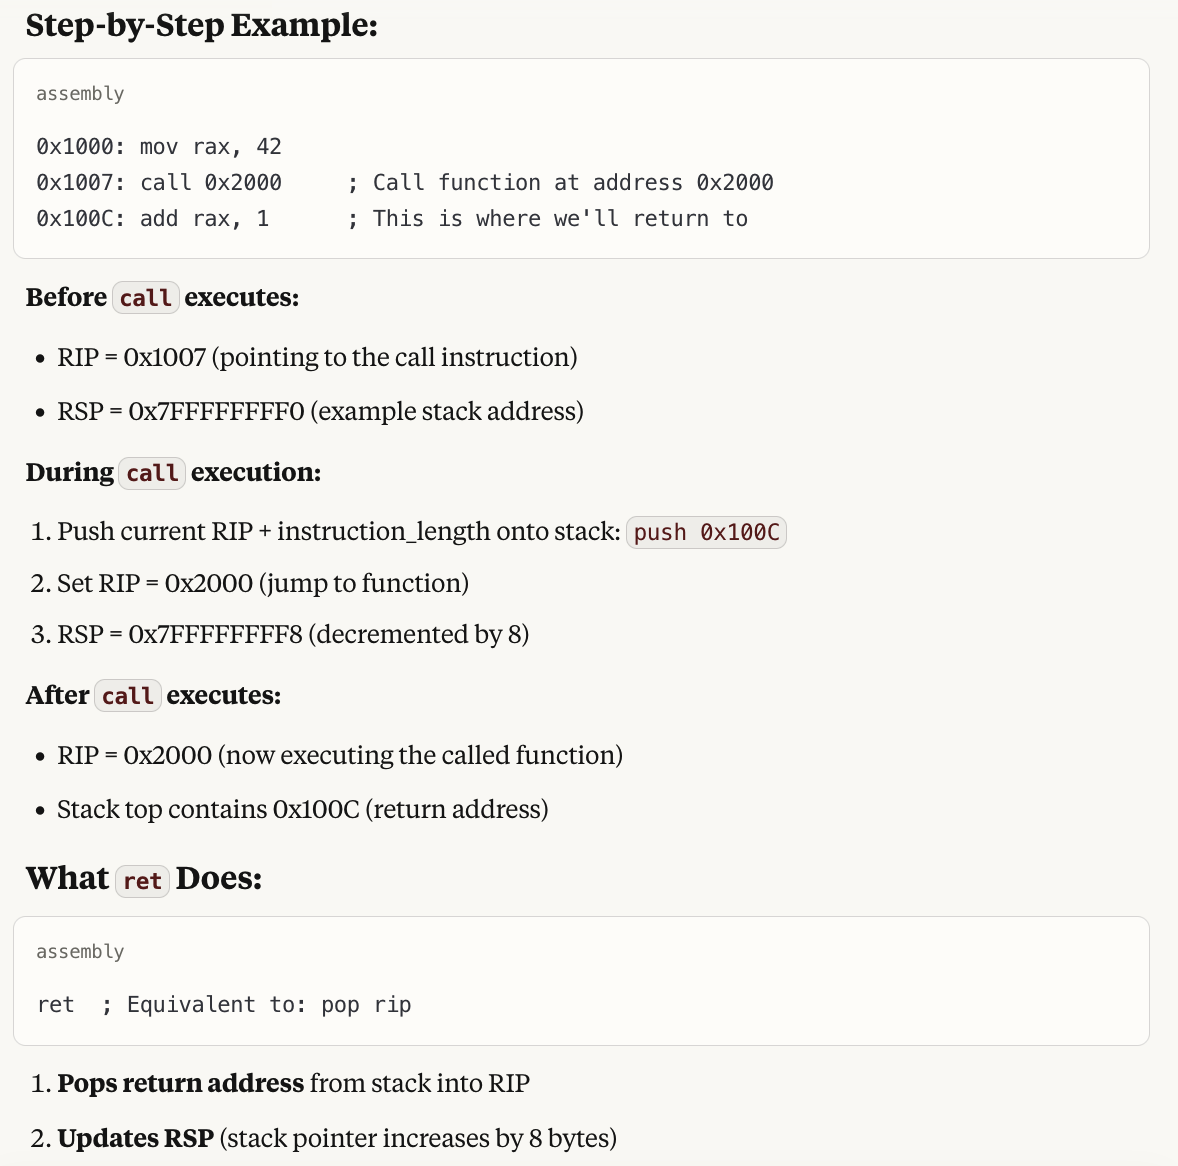 Step-by-Step Example:
assembly
0x1000: mov rax, 42
0x1007: call 0x2000     ; Call function at address 0x2000
0x100C: add rax, 1      ; This is where we'll return to
Before call executes:
• RIP = 0x1007 (pointing to the call instruction)
• RSP = 0x7FFFFFFFF0 (example stack address)
During call execution:
1. Push current RIP + instruction_length onto stack: push 0x100C
2. Set RIP = 0x2000 (jump to function)
3. RSP = 0x7FFFFFFFF8 (decremented by 8)
After call executes:
• RIP = 0x2000 (now executing the called function)
• Stack top contains 0x100C (return address)
What ret Does:
assembly
ret  ; Equivalent to: pop rip
1. Pops return address from stack into RIP
2. Updates RSP (stack pointer increases by 8 bytes)